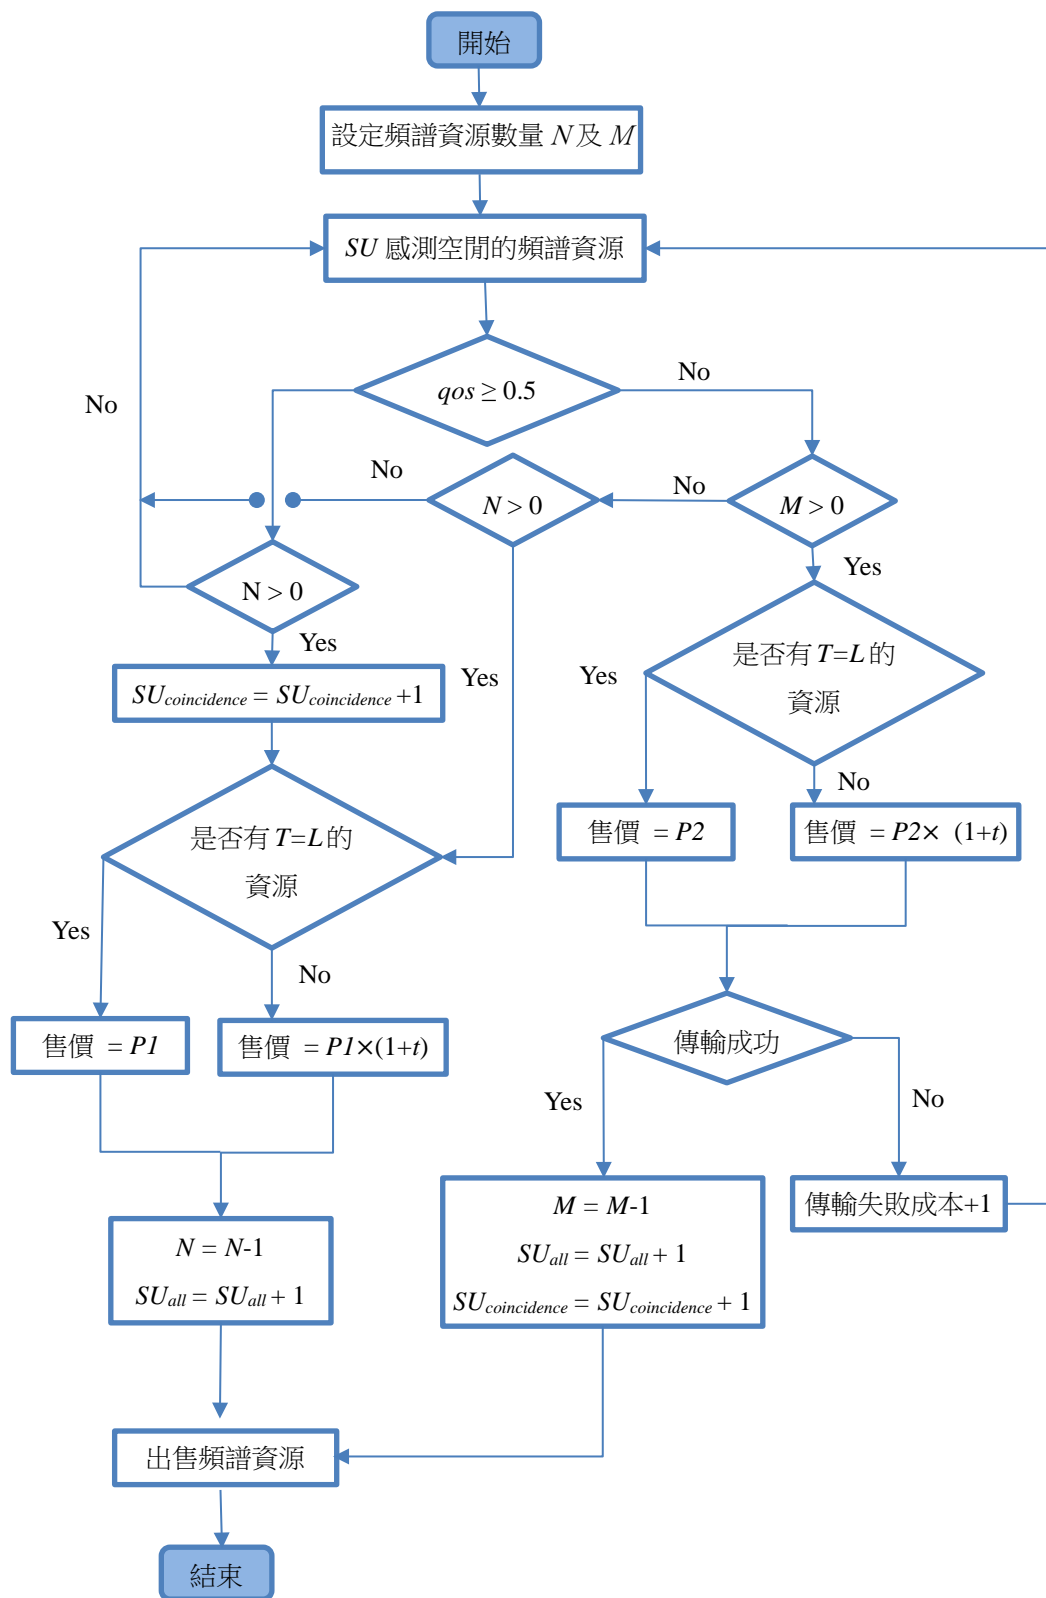 開始
設定頻譜資源數量 N 及 M
SU 感測空閒的頻譜資源
qos ≥ 0.5
No
No
No
N > 0
No
M > 0
N > 0
Yes
Yes
SUcoincidence = SUcoincidence +1
Yes
是否有 T=L 的
資源
Yes
No
售價 = P2
售價 = P2× (1+t)
是否有 T=L 的
資源
Yes
No
售價 = P1
售價 = P1×(1+t)
傳輸成功
Yes
No
M = M-1
SUall = SUall + 1
SUcoincidence = SUcoincidence + 1
傳輸失敗成本+1
N = N-1
SUall = SUall + 1
出售頻譜資源
結束